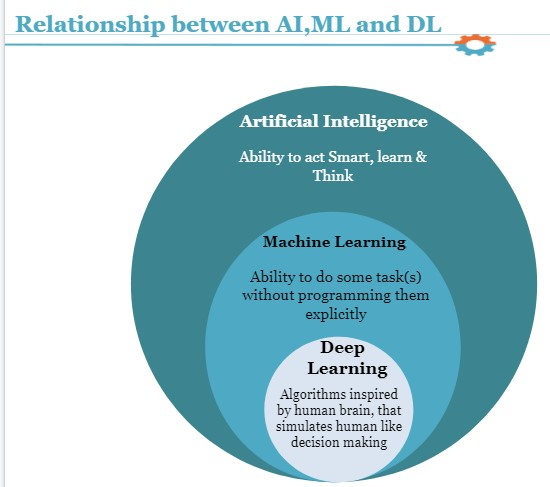 Relationship between AI,ML and DL
Artificial Intelligence
Ability to act Smart, learn &
Think
Machine Learning
Ability to do some task(s)
without programming them
explicitly
Deep
Learning
Algorithms inspired
by human brain, that
simulates human like
decision making